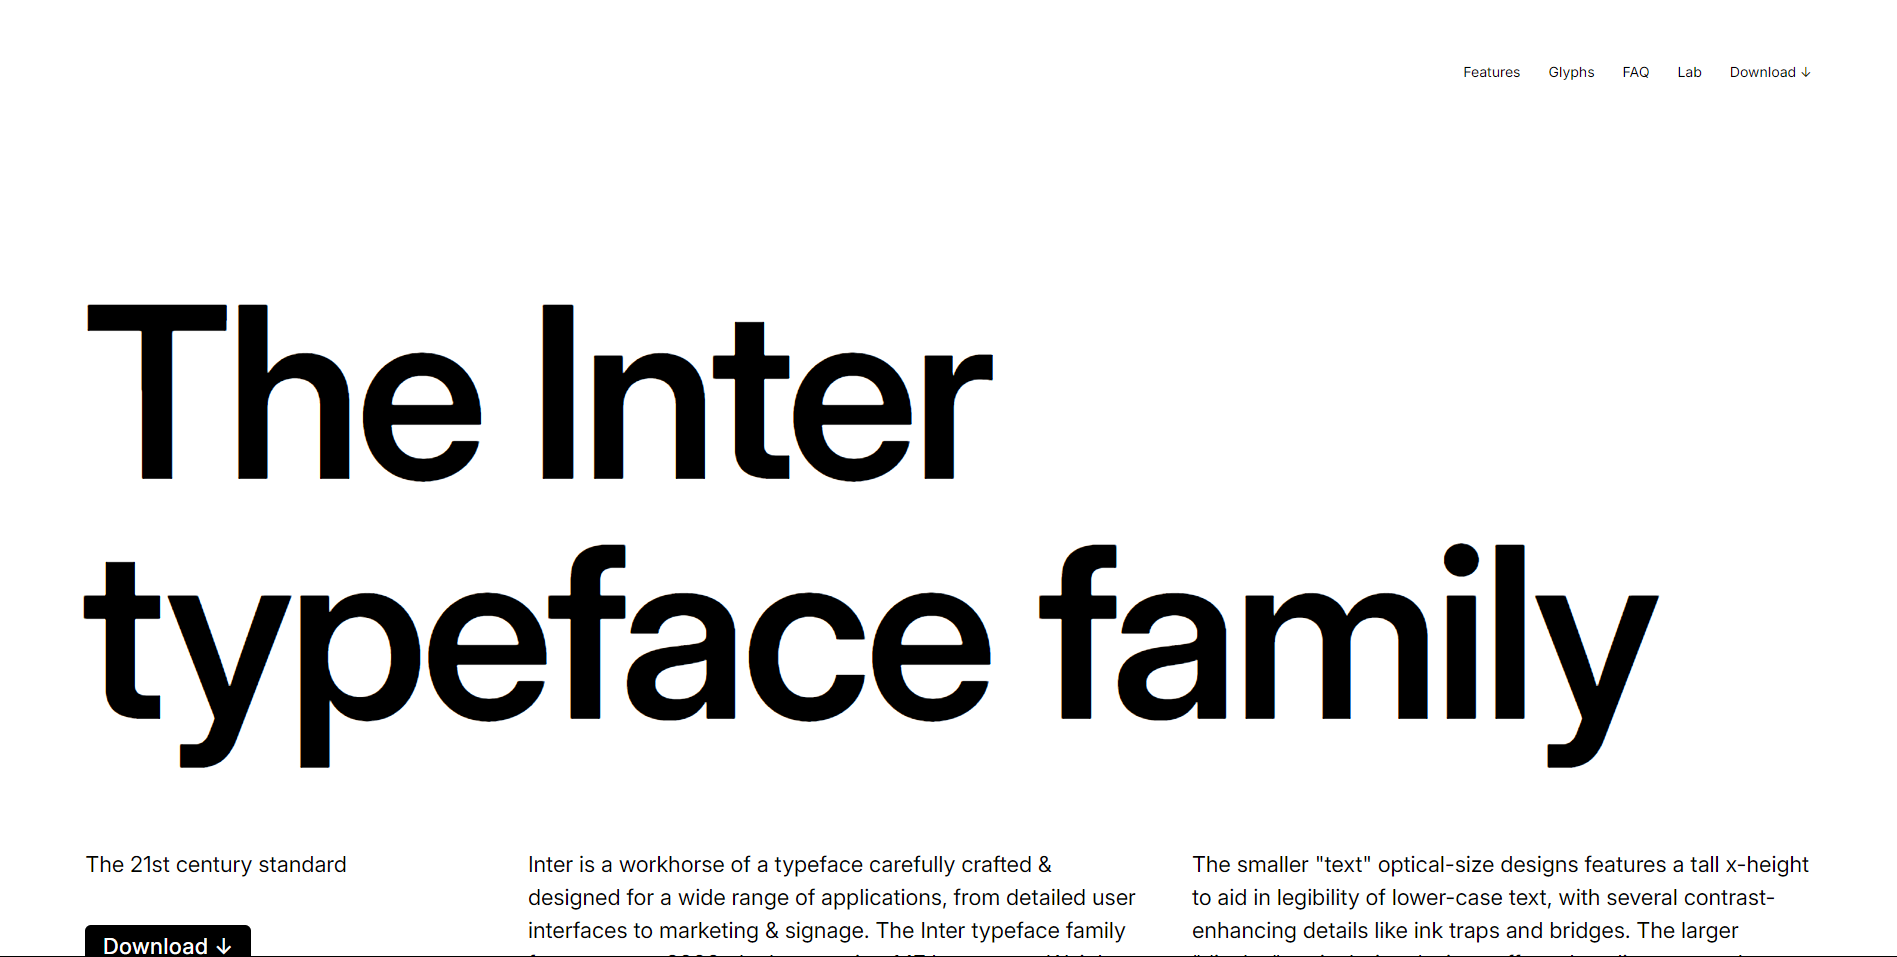 Features Glyphs FAQ Lab Download ↓
The Inter
typeface family
The 21st century standard
Download ↓
Inter is a workhorse of a typeface carefully crafted &
designed for a wide range of applications, from detailed user
interfaces to marketing & signage. The Inter typeface family
The smaller "text" optical-size designs features a tall x-height
to aid in legibility of lower-case text, with several contrast-
enhancing details like ink traps and bridges. The larger